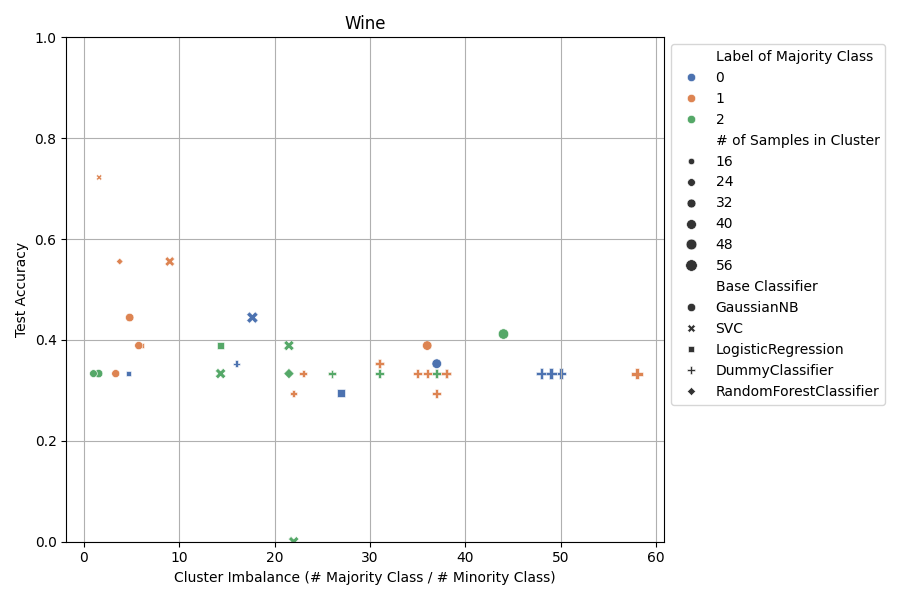 Wine
1.0
0.8
0.6
0.4
0.2
0.0
Test Accuracy
0 10 20 30 40 50 60
Cluster Imbalance (# Majority Class / # Minority Class)
Label of Majority Class
0
1
2
# of Samples in Cluster
16
24
32
40
48
56
Base Classifier
GaussianNB
SVC
LogisticRegression
DummyClassifier
RandomForestClassifier